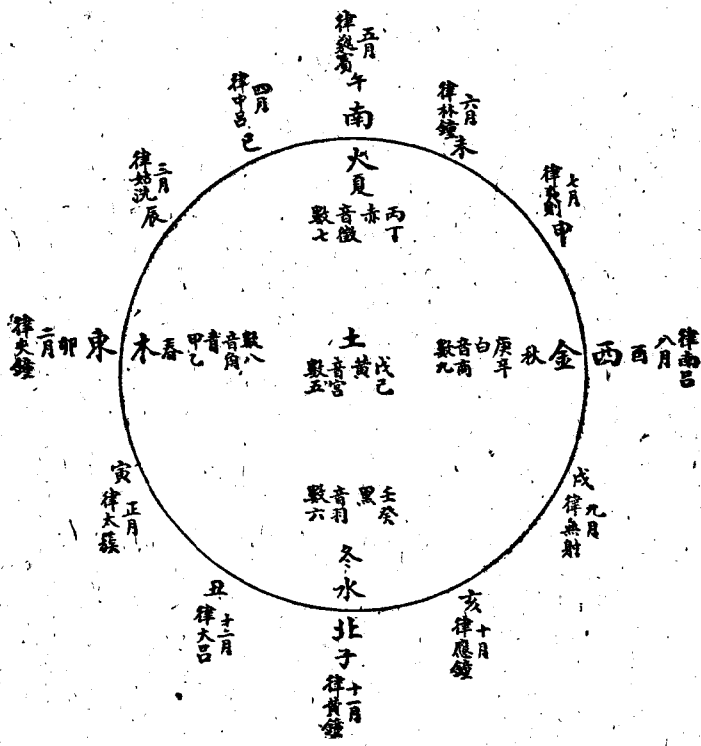 五月
律蕤賓
午
南
火
夏
丙丁
赤
音徵
數七
六月
律林鐘
未
七月
律夷則
申
八月
律南呂
酉
西
金
秋
庚辛
白
音商
數九
九月
律無射
戌
十月
律應鐘
亥
十一月
律黃鐘
子
北
水
冬
壬癸
黑
音羽
數六
十二月
律大呂
丑
正月
律太簇
寅
二月
律夾鐘
卯
東
木
春
甲乙
青
音角
數八
三月
律姑洗
辰
四月
律中呂
巳
土
戊己
黃
音宮
數五